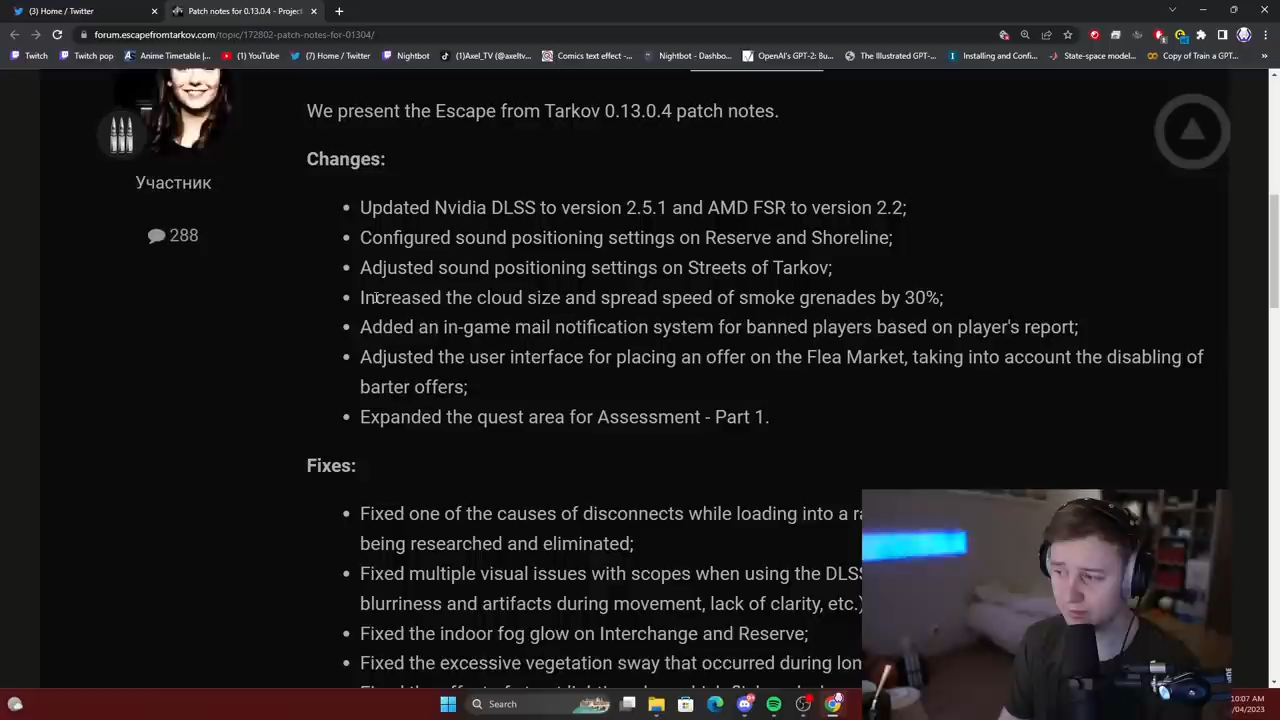 (3) Home / Twitter
Patch notes for 0.13.0.4 - Project
forum.escapefromtarkov.com/topic/172802-patch-notes-for-01304/
Twitch
Anime Timetable |...
YouTube
(7) Home / Twitter
Nightbot
(1)Axel_TV (@axeltv...
Comics text effect -...
Nightbot - Dashbo...
OpenAI's GPT-2: Bu...
The Illustrated GPT-...
Installing and Confi...
State-space model...
Copy of Train a GPT...
We present the Escape from Tarkov 0.13.0.4 patch notes.
Changes:
Участник
288
Updated Nvidia DLSS to version 2.5.1 and AMD FSR to version 2.2;
Configured sound positioning settings on Reserve and Shoreline;
Adjusted sound positioning settings on Streets of Tarkov;
Increased the cloud size and spread speed of smoke grenades by 30%;
Added an in-game mail notification system for banned players based on player's report;
Adjusted the user interface for placing an offer on the Flea Market, taking into account the disabling of
barter offers;
Expanded the quest area for Assessment - Part 1.
Fixes:
Fixed one of the causes of disconnects while loading into a ra
being researched and eliminated;
Fixed multiple visual issues with scopes when using the DLSS
blurriness and artifacts during movement, lack of clarity, etc.)
Fixed the indoor fog glow on Interchange and Reserve;
Fixed the excessive vegetation sway that occurred during lon
Search
10:07 AM
/04/2023